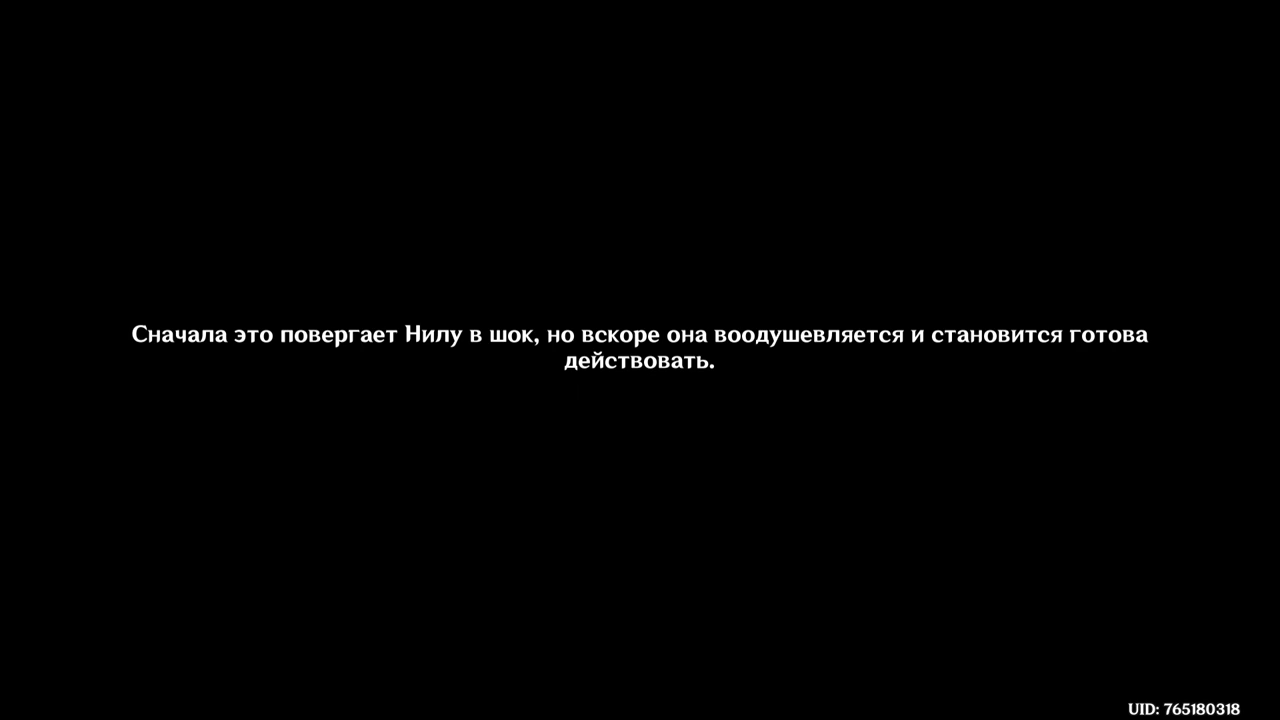 Сначала это повергает Нилу в шок, но вскоре она воодушевляется и становится готова
действовать.
UID: 765180318